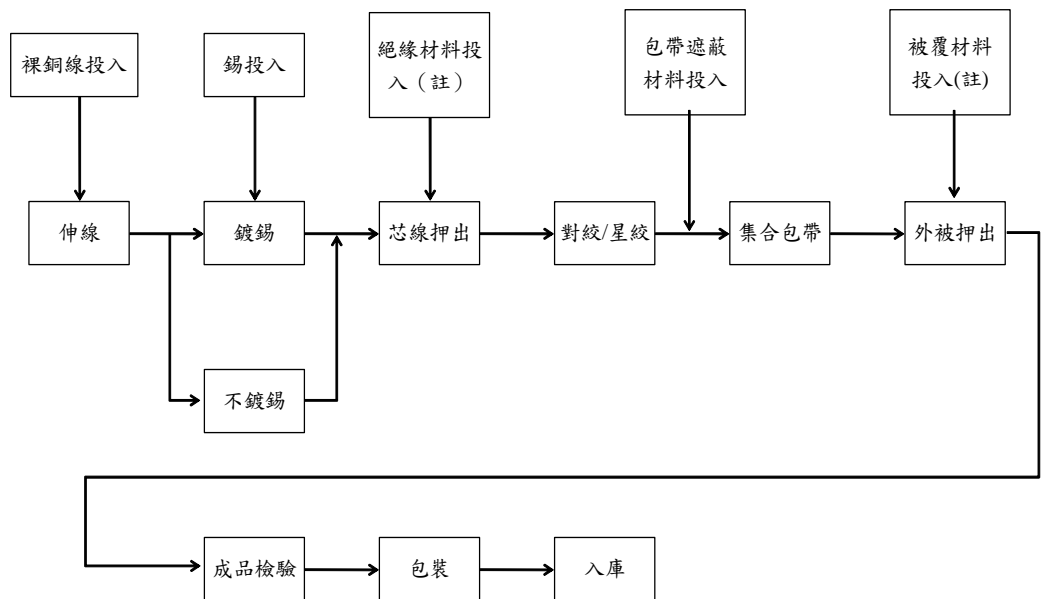 裸銅線投入
錫投入
絕緣材料投
入（註）
包帶遮蔽
材料投入
被覆材料
投入(註)
伸線
鍍錫
芯線押出
對絞/星絞
集合包帶
外被押出
不鍍錫
成品檢驗
包裝
入庫